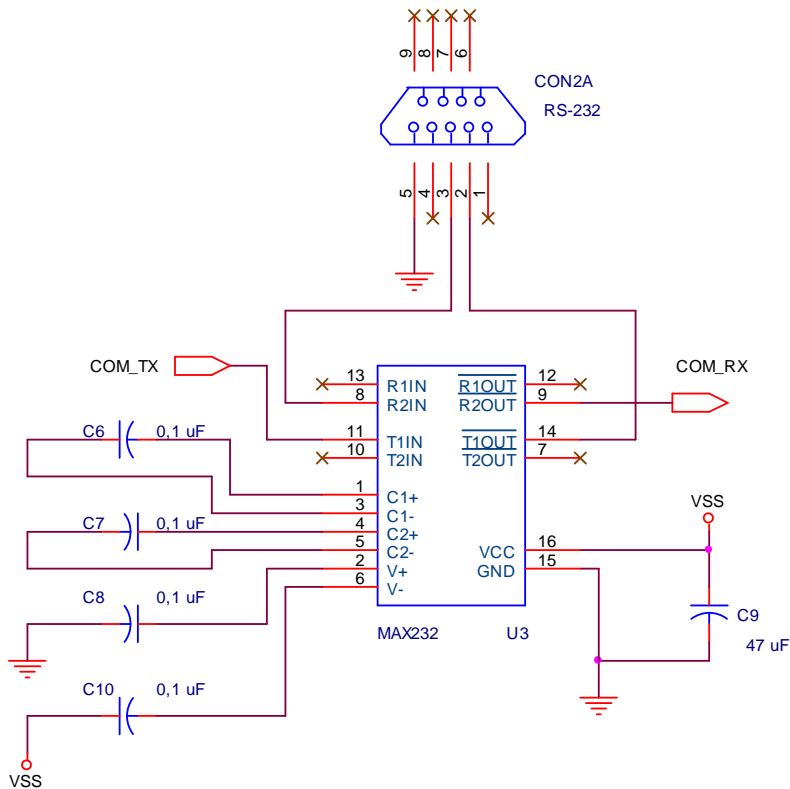 9 8 7 6
CON2A
RS-232
5 4 3 2 1
COM_TX
COM_RX
13 R1IN R1OUT 12
8 R2IN R2OUT 9
11 T1IN T1OUT 14
10 T2IN T2OUT 7
1 C1+
3 C1-
4 C2+
5 C2- VCC 16
2 V+ GND 15
6 V-
MAX232 U3
C6 0,1 uF
C7 0,1 uF
C8 0,1 uF
C10 0,1 uF
VSS
VSS
C9
47 uF